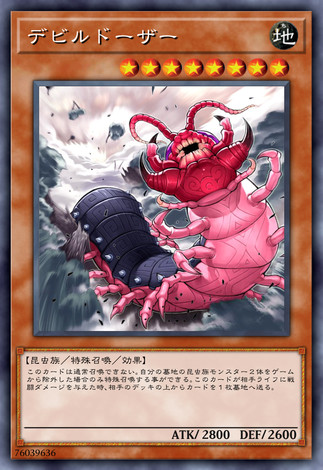 デビルドーザー
地
【昆虫族／特殊召喚／効果】
このカードは通常召喚できない。自分の墓地の昆虫族モンスター２体をゲーム
から除外した場合のみ特殊召喚する事ができる。このカードが相手ライフに戦
闘ダメージを与えた時、相手のデッキの上からカードを１枚墓地へ送る。
ATK/ 2800 DEF/2600
76039636